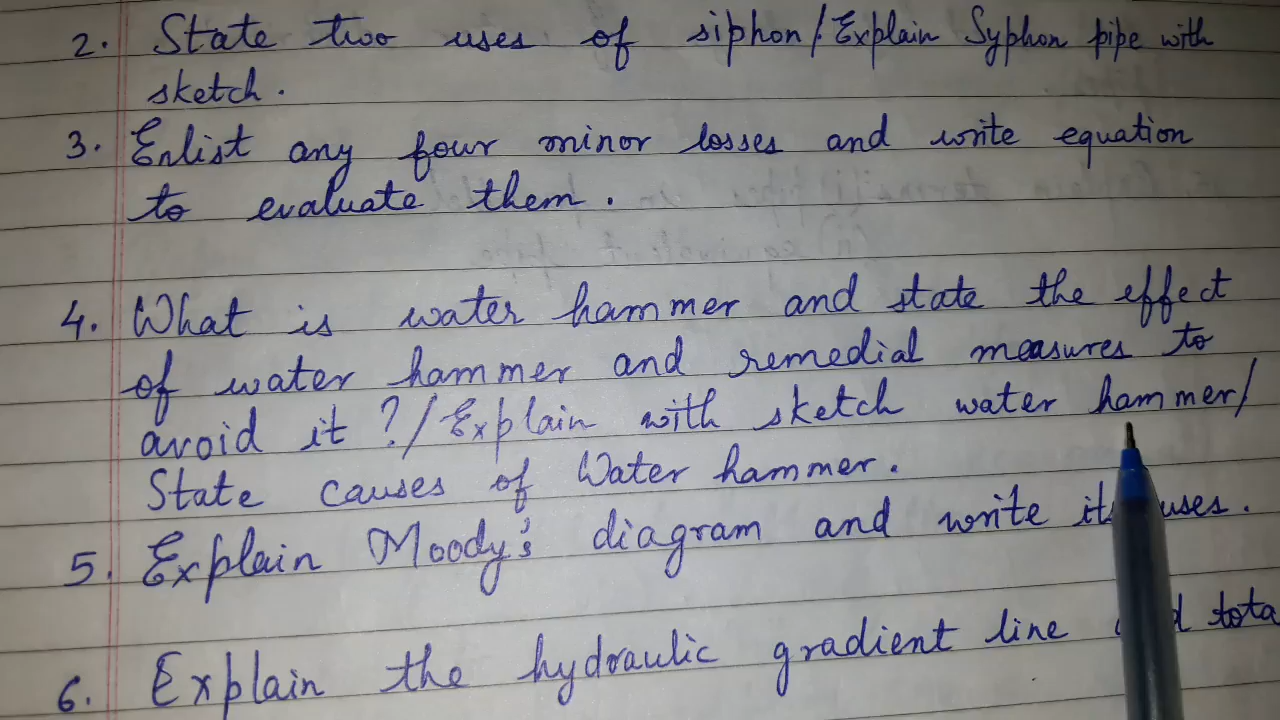 2. State two uses of siphon/Explain Syphon pipe with
sketch.
3. Enlist any four minor losses and write equation
to evaluate them.
4. What is water hammer and state the effect
of water hammer and remedial measures to
avoid it ?/Explain with sketch water hammer/
State causes of Water hammer.
5. Explain Moody's diagram and write its uses.
6. Explain the hydraulic gradient line